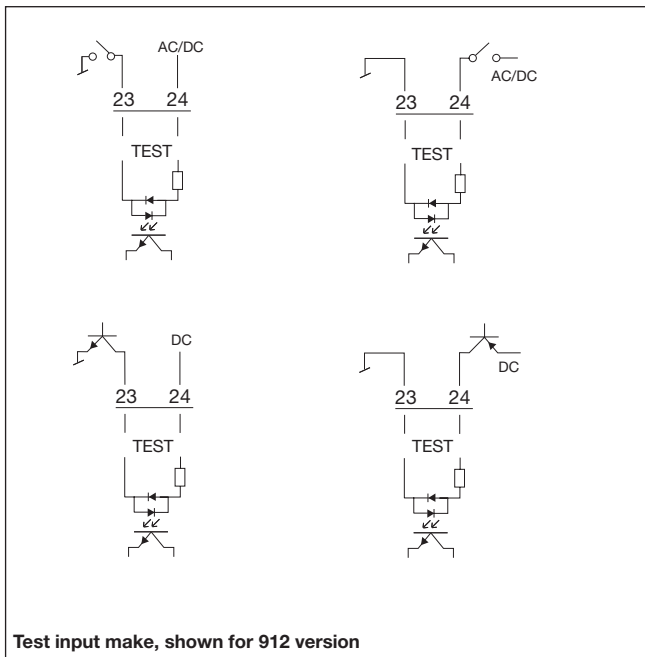 AC/DC
23 24
TEST
AC/DC
23 24
TEST
DC
23 24
TEST
DC
23 24
TEST
Test input make, shown for 912 version